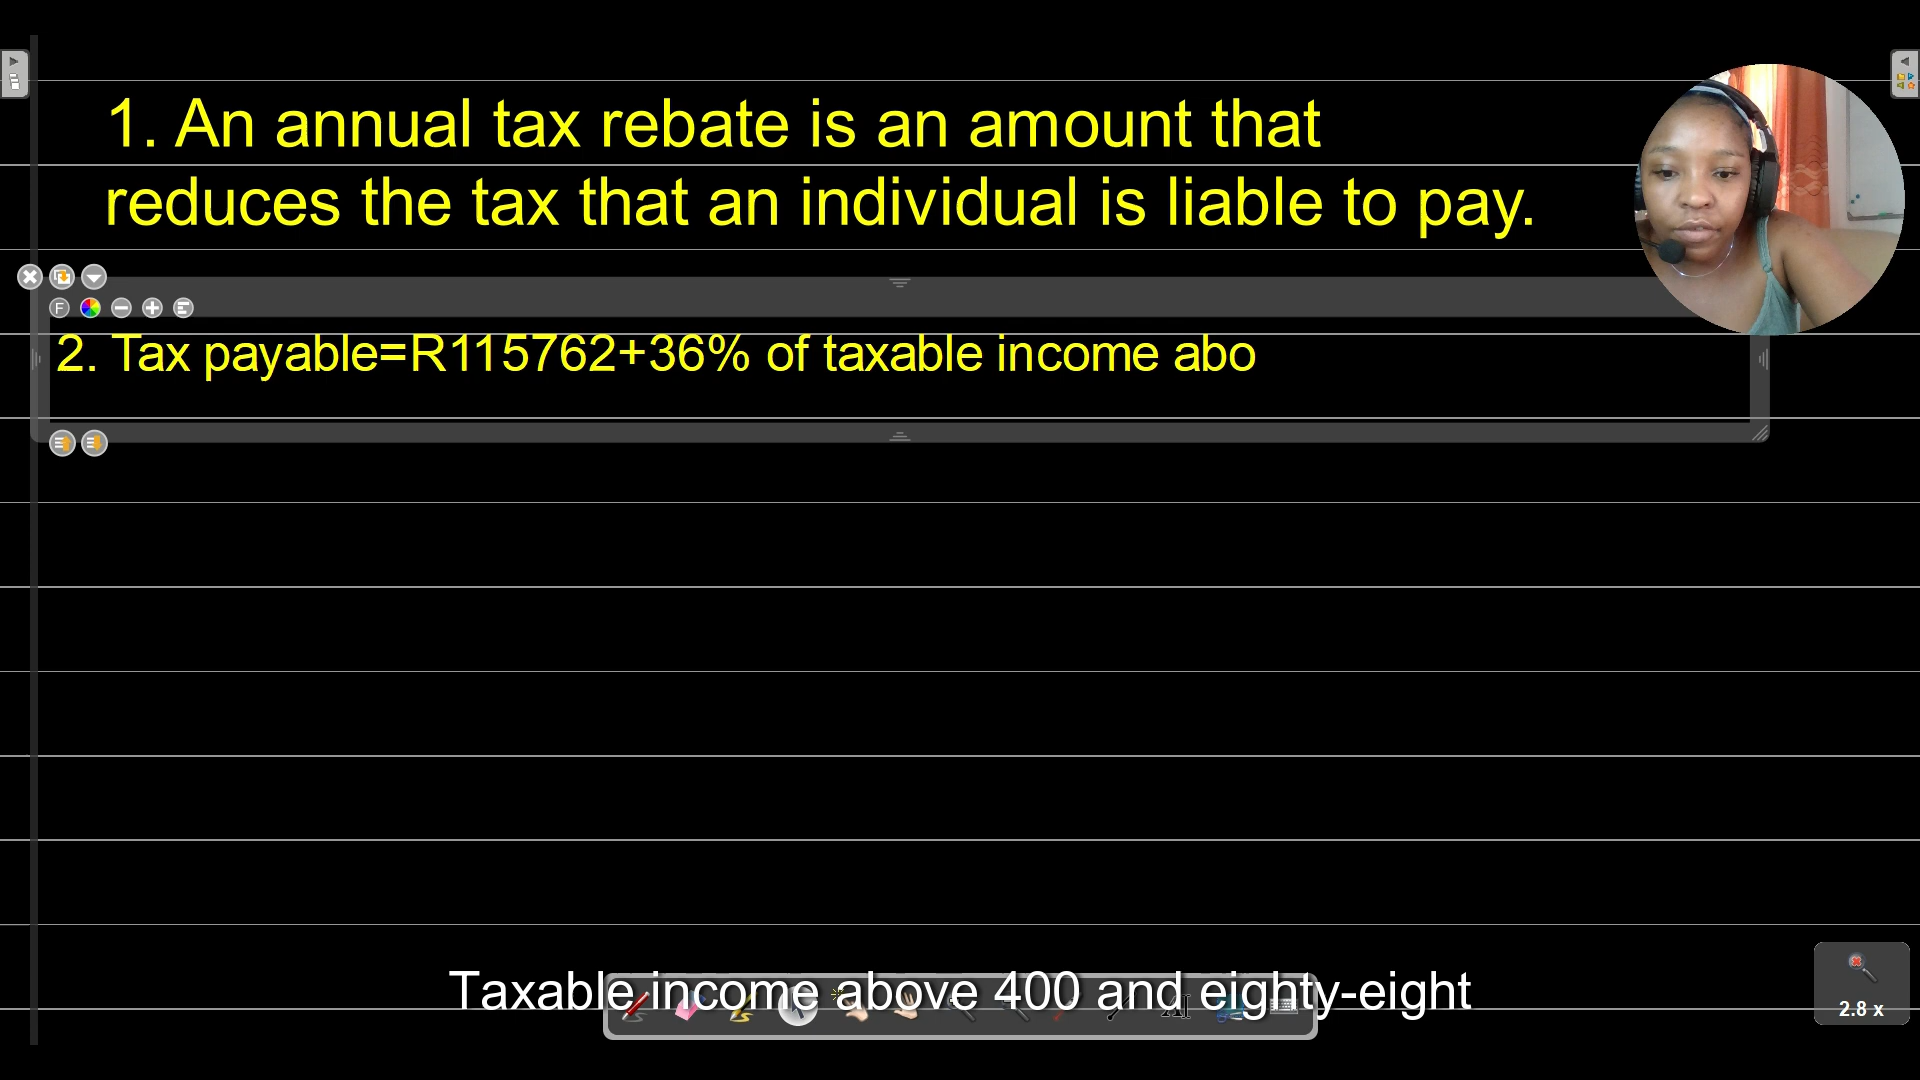 1. An annual tax rebate is an amount that
reduces the tax that an individual is liable to pay.
F
2. Tax payable=R115762+36% of taxable income abo
Taxable income above 400 and eighty-eight
2.8 x